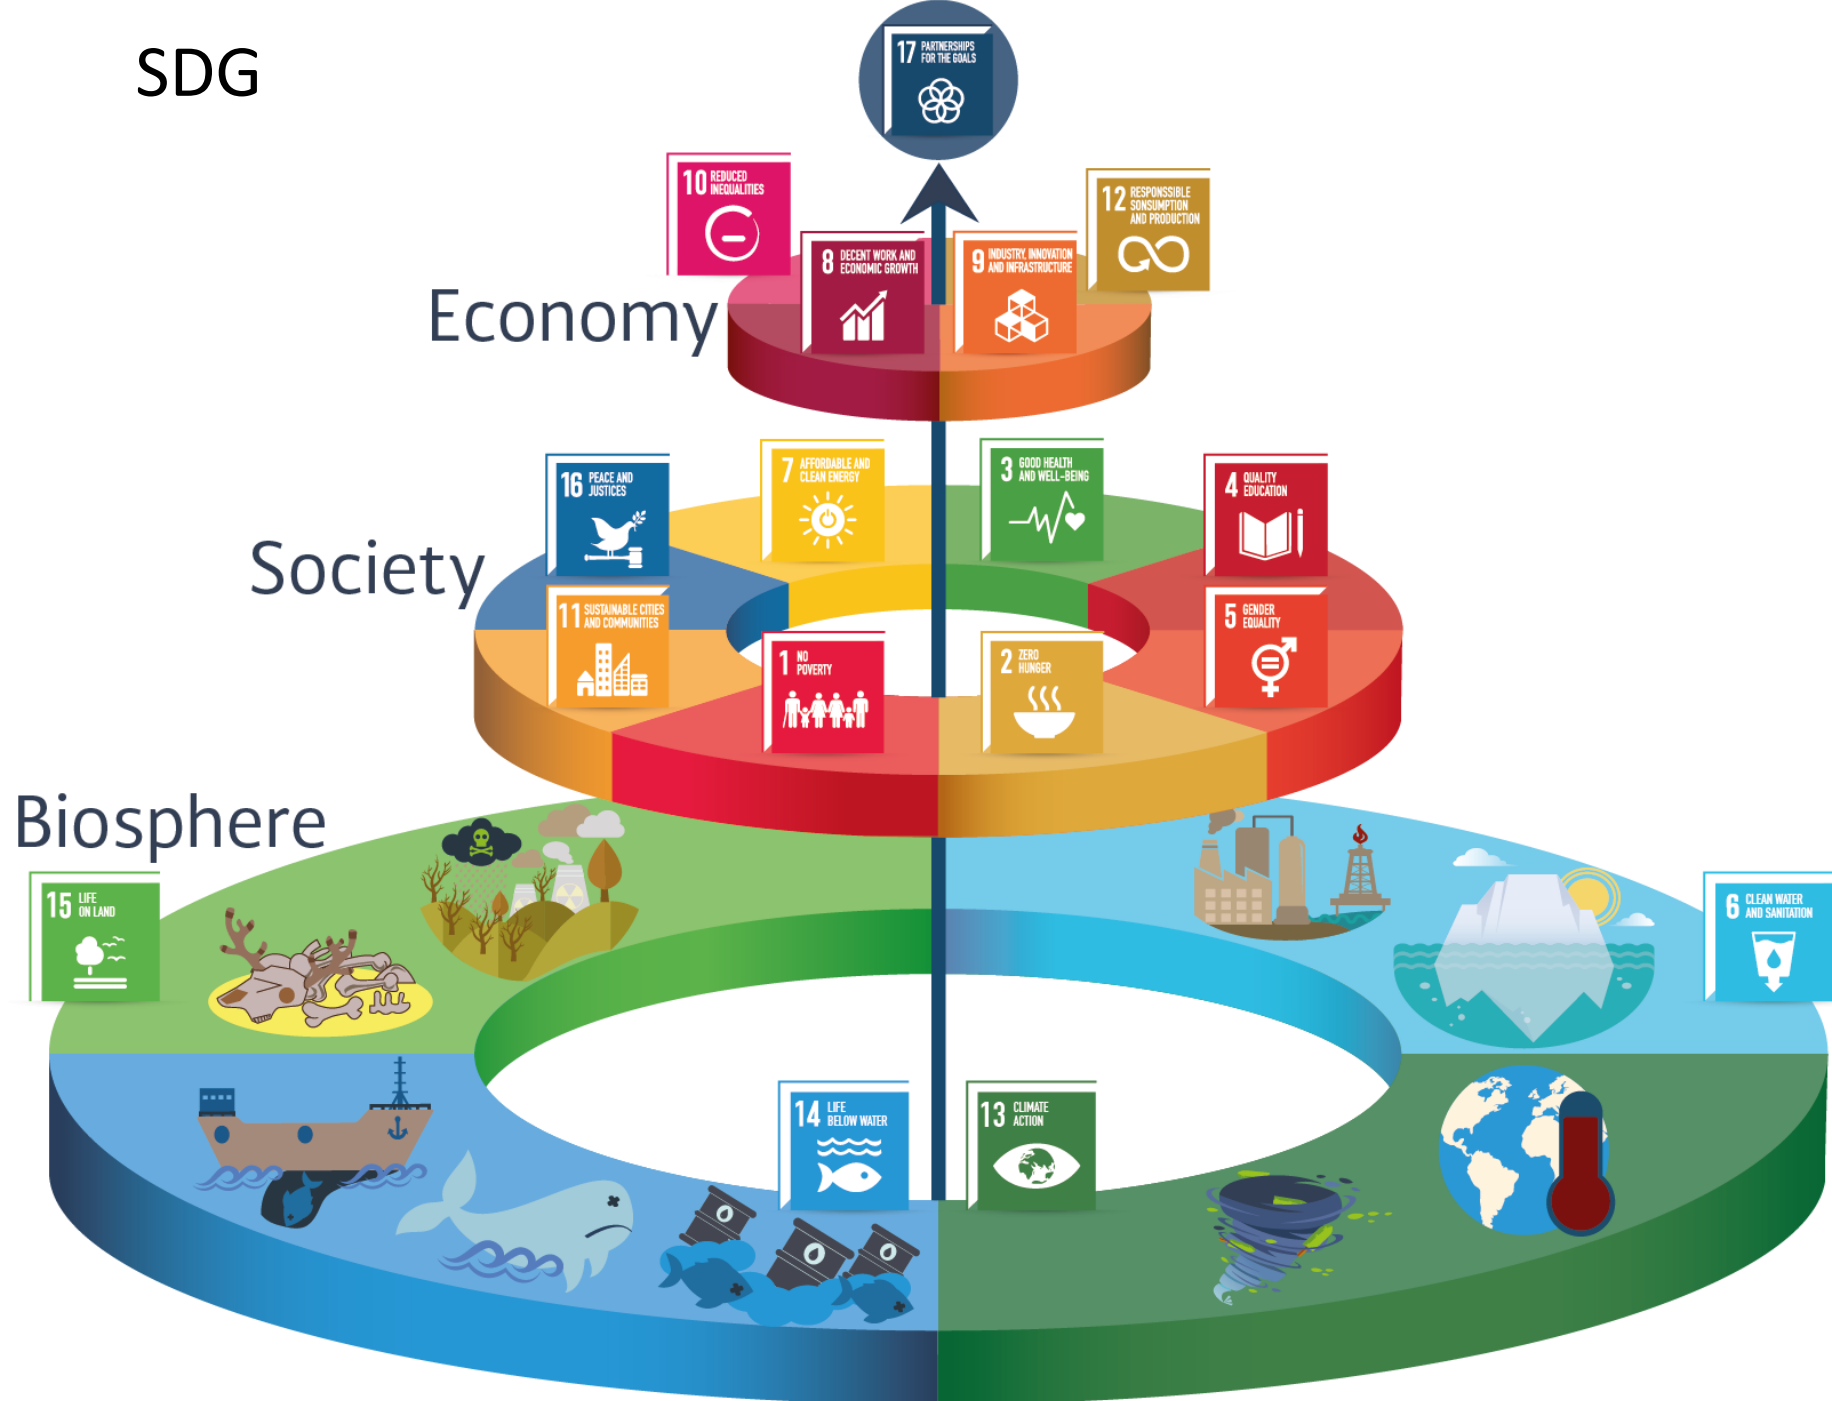 SDG
17 PARTNERSHIPS
FOR THE GOALS
10 REDUCED
INEQUALITIES
12 RESPONSSIBLE
SONSUMPTION
AND PRODUCTION
8 DECENT WORK AND
ECONOMIC GROWTH
9 INDUSTRY, INNOVATION
AND INFRASTRUCTURE
Economy
16 PEACE AND
JUSTICES
7 AFFORDABLE AND
CLEAN ENERGY
3 GOOD HEALTH
AND WELL-BEING
4 QUALITY
EDUCATION
Society
11 SUSTAINABLE CITIES
AND COMMUNITIES
1 NO
POVERTY
2 ZERO
HUNGER
5 GENDER
EQUALITY
Biosphere
15 LIFE
ON LAND
6 CLEAN WATER
AND SANITATION
14 LIFE
BELOW WATER
13 CLIMATE
ACTION